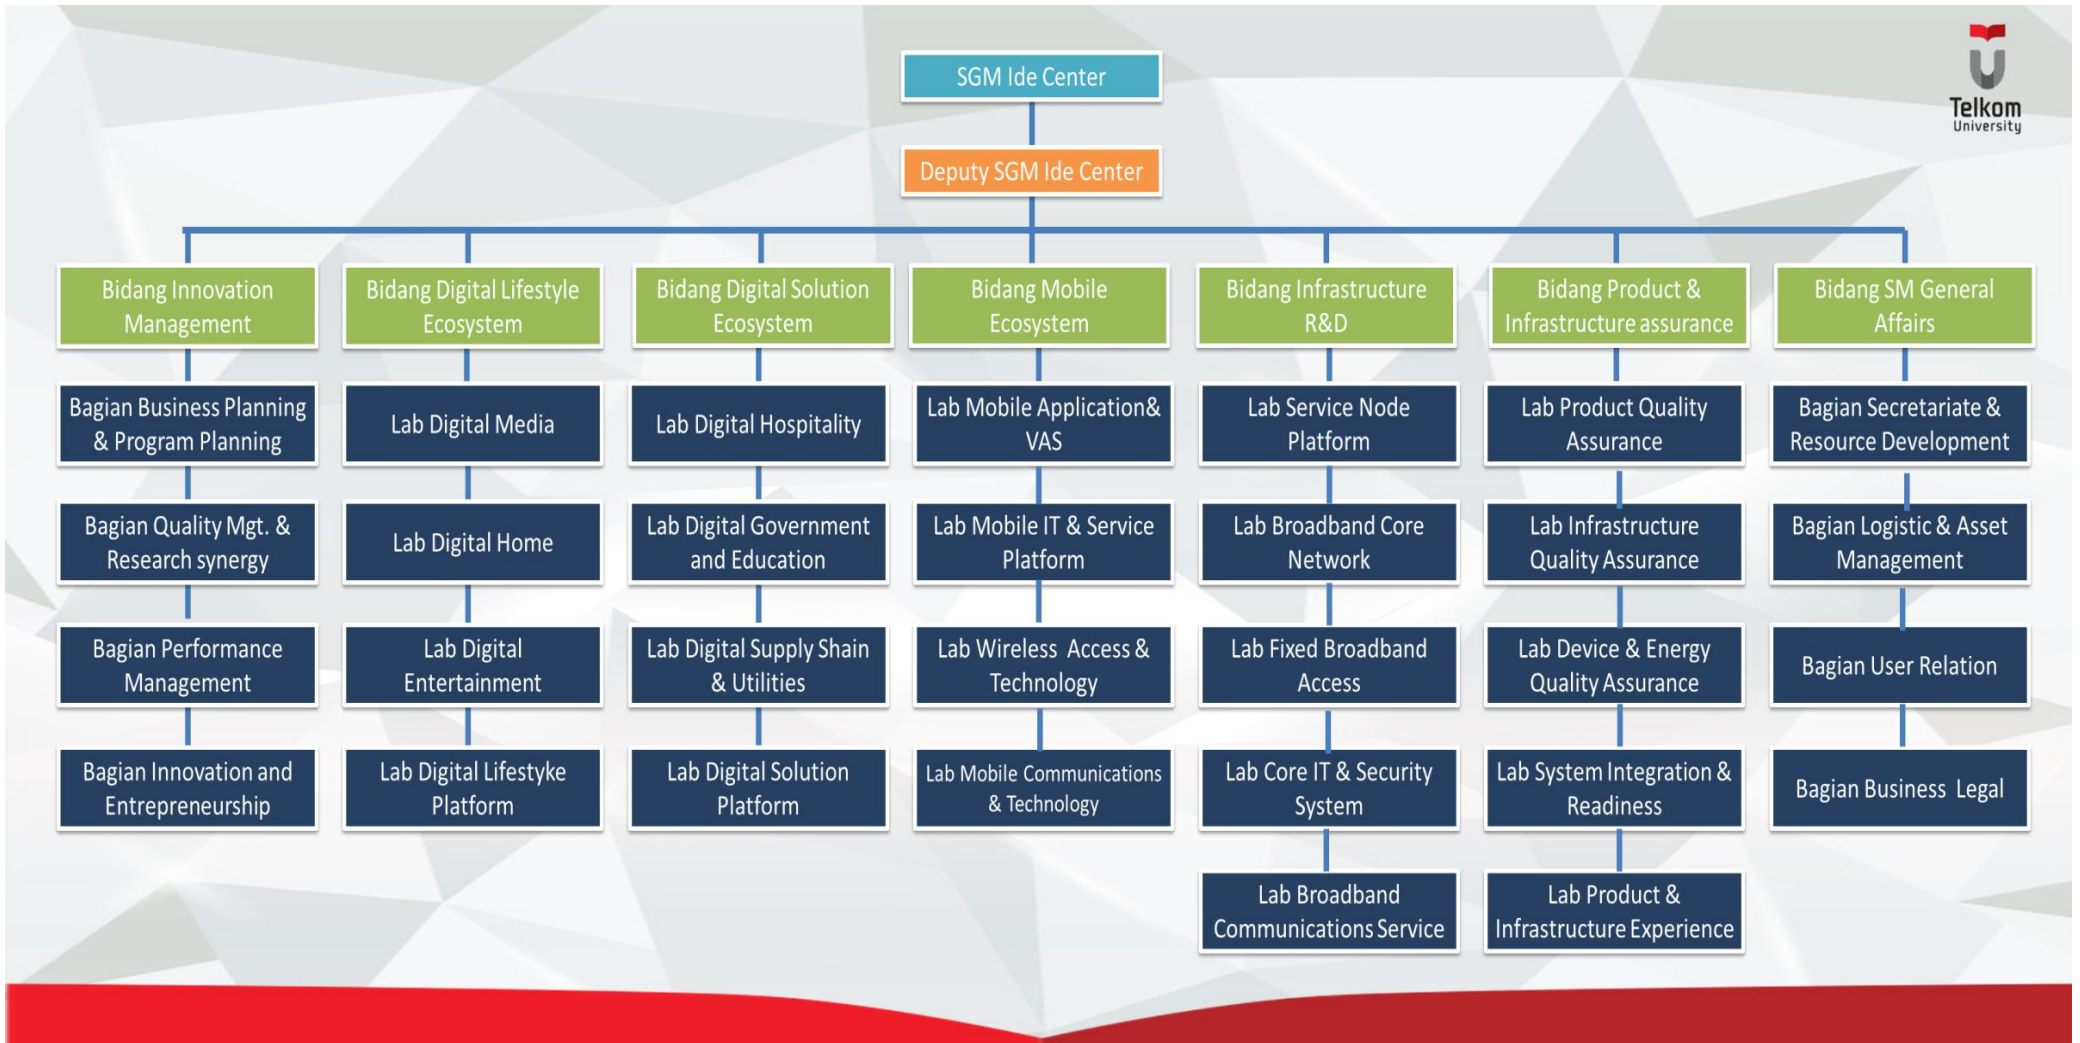 Telkom
University
SGM Ide Center
Deputy SGM Ide Center
Bidang Innovation
Management
Bagian Business Planning
& Program Planning
Bagian Quality Mgt. &
Research synergy
Bagian Performance
Management
Bagian Innovation and
Entrepreneurship
Bidang Digital Lifestyle
Ecosystem
Lab Digital Media
Lab Digital Home
Lab Digital
Entertainment
Lab Digital Lifestyke
Platform
Bidang Digital Solution
Ecosystem
Lab Digital Hospitality
Lab Digital Government
and Education
Lab Digital Supply Shain
& Utilities
Lab Digital Solution
Platform
Bidang Mobile
Ecosystem
Lab Mobile Application&
VAS
Lab Mobile IT & Service
Platform
Lab Wireless Access &
Technology
Lab Mobile Communications
& Technology
Bidang Infrastructure
R&D
Lab Service Node
Platform
Lab Broadband Core
Network
Lab Fixed Broadband
Access
Lab Core IT & Security
System
Lab Broadband
Communications Service
Bidang Product &
Infrastructure assurance
Lab Product Quality
Assurance
Lab Infrastructure
Quality Assurance
Lab Device & Energy
Quality Assurance
Lab System Integration &
Readiness
Lab Product &
Infrastructure Experience
Bidang SM General
Affairs
Bagian Secretariate &
Resource Development
Bagian Logistic & Asset
Management
Bagian User Relation
Bagian Business Legal